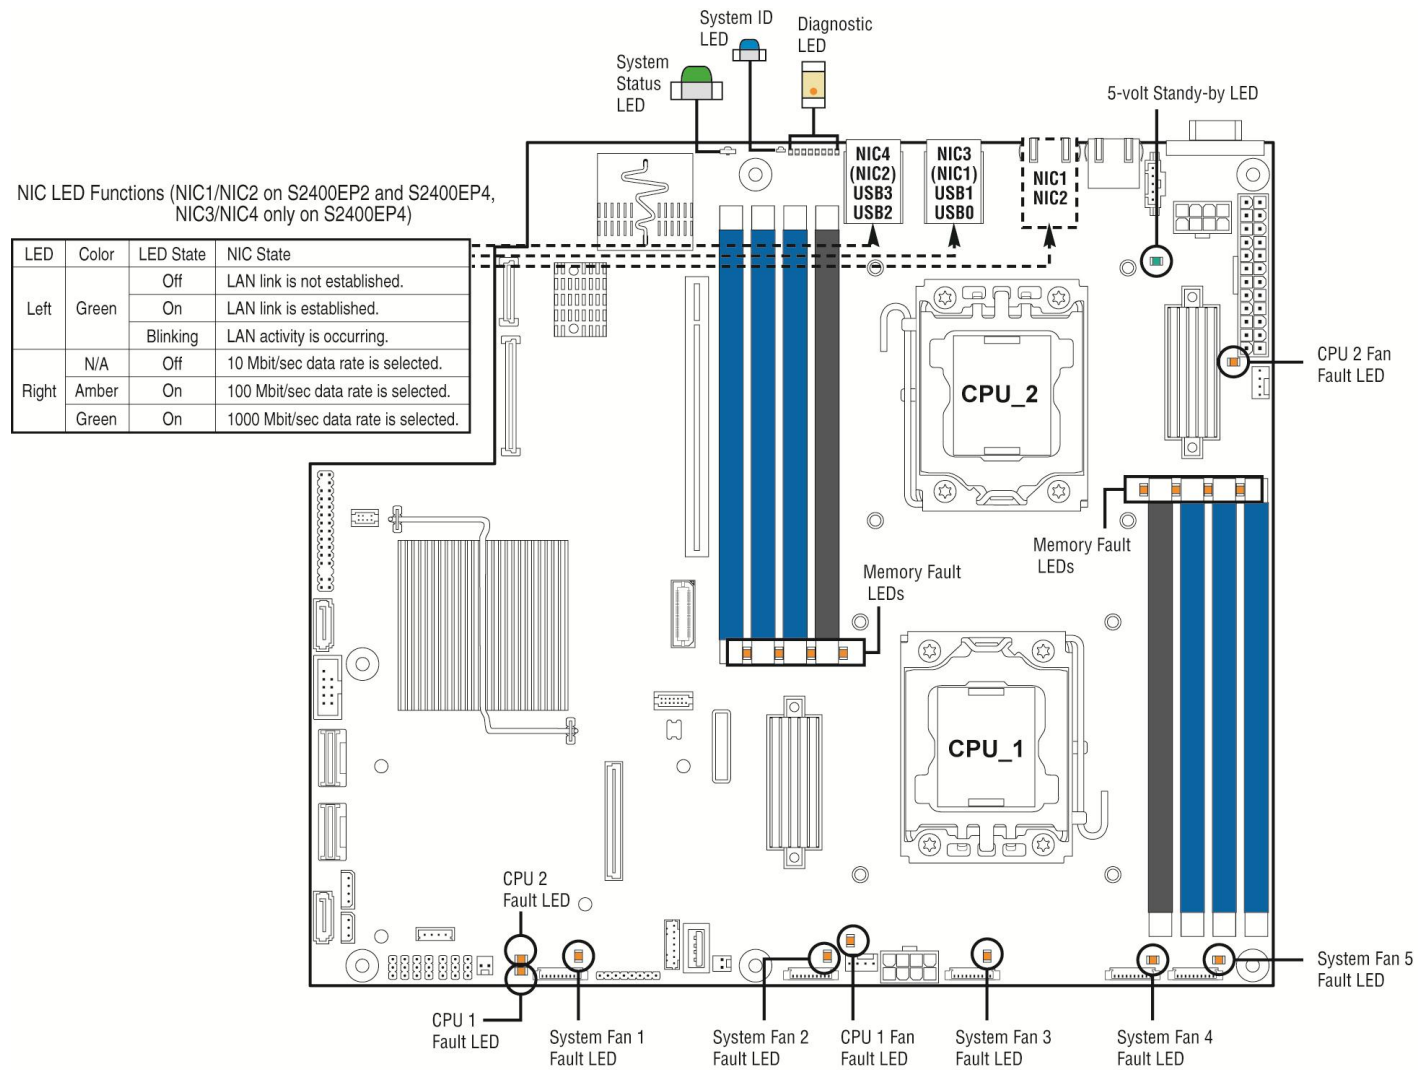 System ID
LED
Diagnostic
LED
System
Status
LED
5-volt Standy-by LED
NIC LED Functions (NIC1/NIC2 on S2400EP2 and S2400EP4,
NIC3/NIC4 only on S2400EP4)
LED Color LED State NIC State
Left Green Off LAN link is not established.
On LAN link is established.
Blinking LAN activity is occurring.
Right N/A Off 10 Mbit/sec data rate is selected.
Amber On 100 Mbit/sec data rate is selected.
Green On 1000 Mbit/sec data rate is selected.
NIC4
(NIC2)
USB3
USB2
NIC3
(NIC1)
USB1
USB0
NIC1
NIC2
CPU_2
CPU 2 Fan
Fault LED
Memory Fault
LEDs
Memory Fault
LEDs
CPU_1
CPU 2
Fault LED
CPU 1
Fault LED
System Fan 1
Fault LED
System Fan 2
Fault LED
CPU 1 Fan
Fault LED
System Fan 3
Fault LED
System Fan 4
Fault LED
System Fan 5
Fault LED